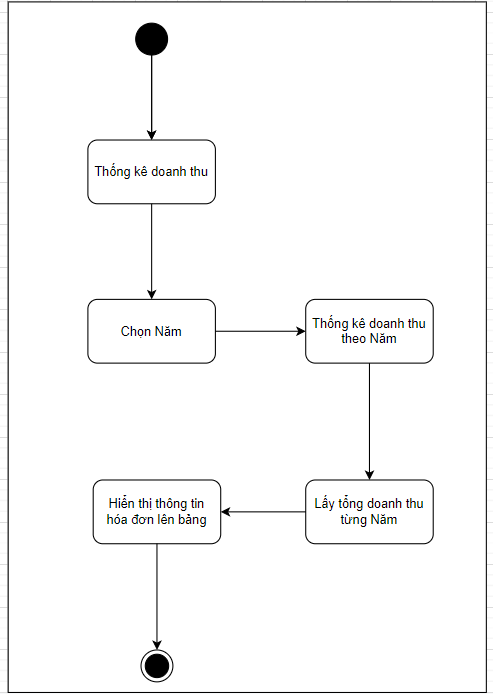 Thống kê doanh thu
Chọn Năm
Thống kê doanh thu
theo Năm
Lấy tổng doanh thu
từng Năm
Hiển thị thông tin
hóa đơn lên bảng